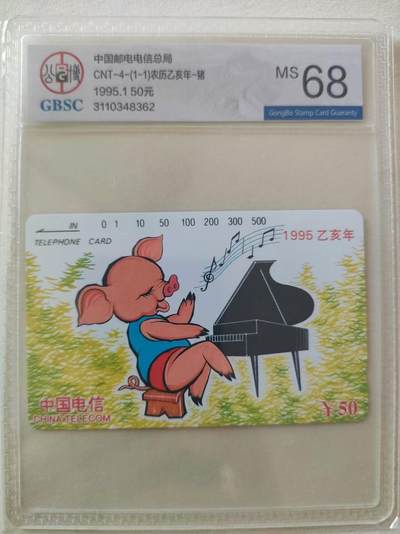 中国邮电电信总局
CNT-4-(1-1)农历乙亥年-猪
1995.1 50元
3110348362
GBSC
MS 68
GongBo Stamp Card Guaranty
IN
0 1 10 50 100 200 300 500
TELEPHONE CARD
1995 乙亥年
中国电信
CHINA TELECOM
¥50